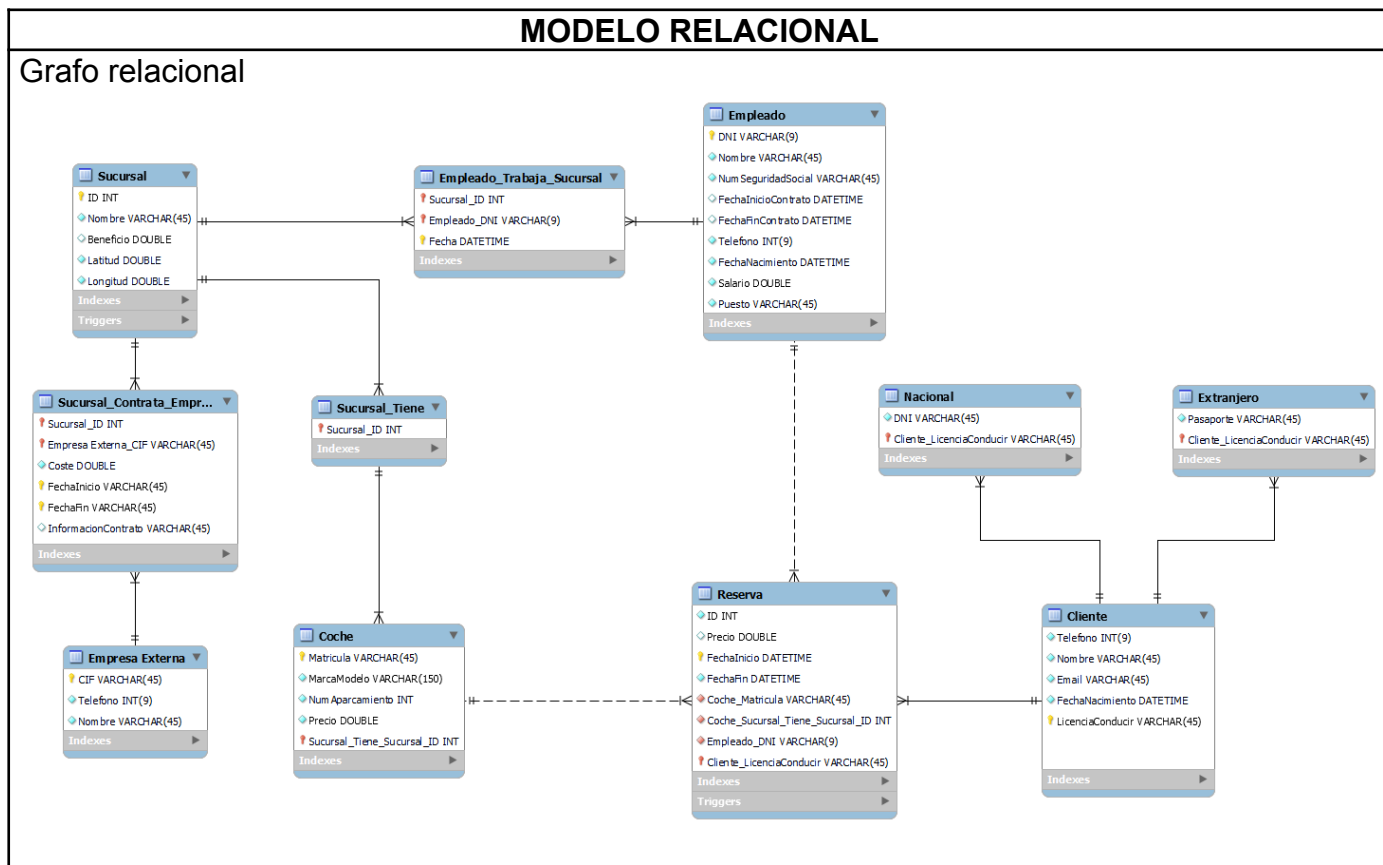 MODELO RELACIONAL
Grafo relacional
Sucursal
ID INT
Nombre VARCHAR(45)
Beneficio DOUBLE
Latitud DOUBLE
Longitud DOUBLE
Indexes
Triggers
Empleado_Trabaja_Sucursal
Sucursal_ID INT
Empleado_DNI VARCHAR(9)
Fecha DATETIME
Indexes
Empleado
DNI VARCHAR(9)
Nombre VARCHAR(45)
NumSeguridadSocial VARCHAR(45)
FechaInicioContrato DATETIME
FechaFinContrato DATETIME
Telefono INT(9)
FechaNacimiento DATETIME
Salario DOUBLE
Puesto VARCHAR(45)
Indexes
Sucursal_Contrata_Empr...
Sucursal_ID INT
Empresa Externa_CIF VARCHAR(45)
Coste DOUBLE
FechaInicio VARCHAR(45)
FechaFin VARCHAR(45)
InformacionContrato VARCHAR(45)
Indexes
Sucursal_Tiene
Sucursal_ID INT
Indexes
Nacional
DNI VARCHAR(45)
Cliente_LicenciaConducir VARCHAR(45)
Indexes
Extranjero
Pasaporte VARCHAR(45)
Cliente_LicenciaConducir VARCHAR(45)
Indexes
Empresa Externa
CIF VARCHAR(45)
Telefono INT(9)
Nombre VARCHAR(45)
Indexes
Coche
Matricula VARCHAR(45)
MarcaModelo VARCHAR(150)
NumAparcamiento INT
Precio DOUBLE
Sucursal_Tiene_Sucursal_ID INT
Indexes
Reserva
ID INT
Precio DOUBLE
FechaInicio DATETIME
FechaFin DATETIME
Coche_Matricula VARCHAR(45)
Coche_Sucursal_Tiene_Sucursal_ID INT
Empleado_DNI VARCHAR(9)
Cliente_LicenciaConducir VARCHAR(45)
Indexes
Triggers
Cliente
Telefono INT(9)
Nombre VARCHAR(45)
Email VARCHAR(45)
FechaNacimiento DATETIME
LicenciaConducir VARCHAR(45)
Indexes